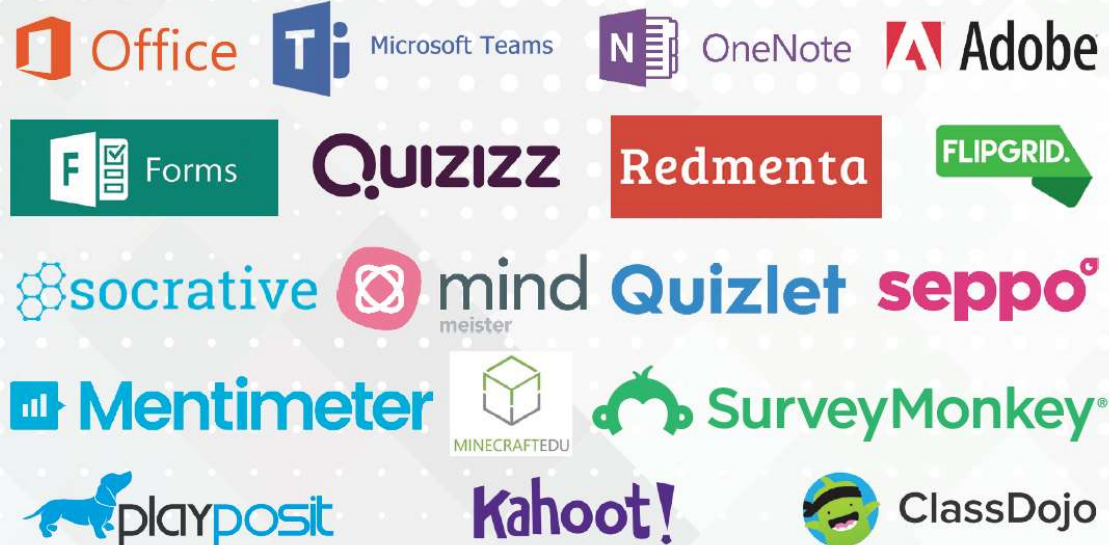 Office
T
Microsoft Teams
N
OneNote
Adobe
F
Forms
Quizizz
Redmenta
FLIPGRID.
socrative
mind
meister
Quizlet
seppo
Mentimeter
MINECRAFTEDU
SurveyMonkey®
playposit
Kahoot!
ClassDojo